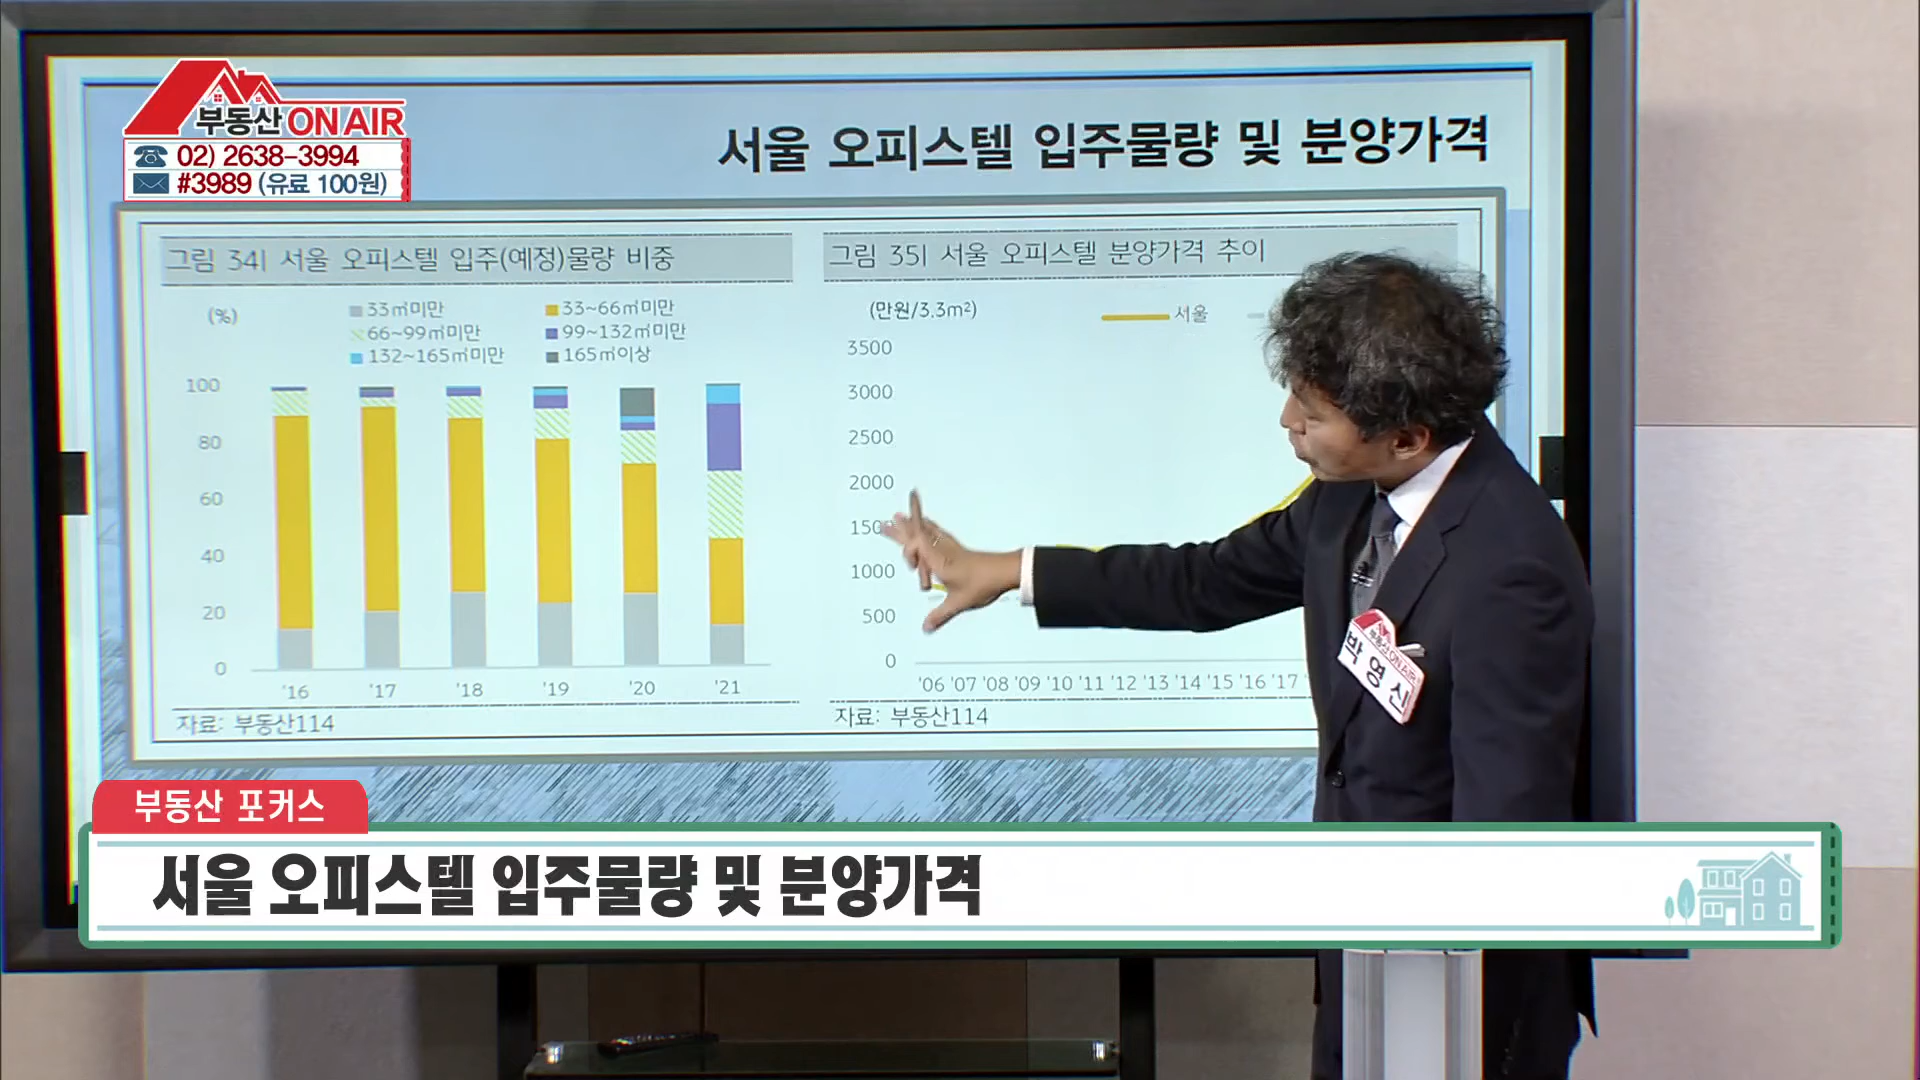 부동산 ON AIR
02) 2638-3994
#3989 (유료 100원)
서울 오피스텔 입주물량 및 분양가격
그림 34| 서울 오피스텔 입주(예정)물량 비중
(%)
33㎡미만
33~66㎡미만
66~99㎡미만
99~132㎡미만
132~165㎡미만
165㎡이상
100
80
60
40
20
0
'16 '17 '18 '19 '20 '21
자료: 부동산114
그림 35| 서울 오피스텔 분양가격 추이
(만원/3.3m²)
서울
3500
3000
2500
2000
1500
1000
500
0
'06 '07 '08 '09 '10 '11 '12 '13 '14 '15 '16 '17
자료: 부동산114
부동산 ON AIR
박영신
부동산 포커스
서울 오피스텔 입주물량 및 분양가격